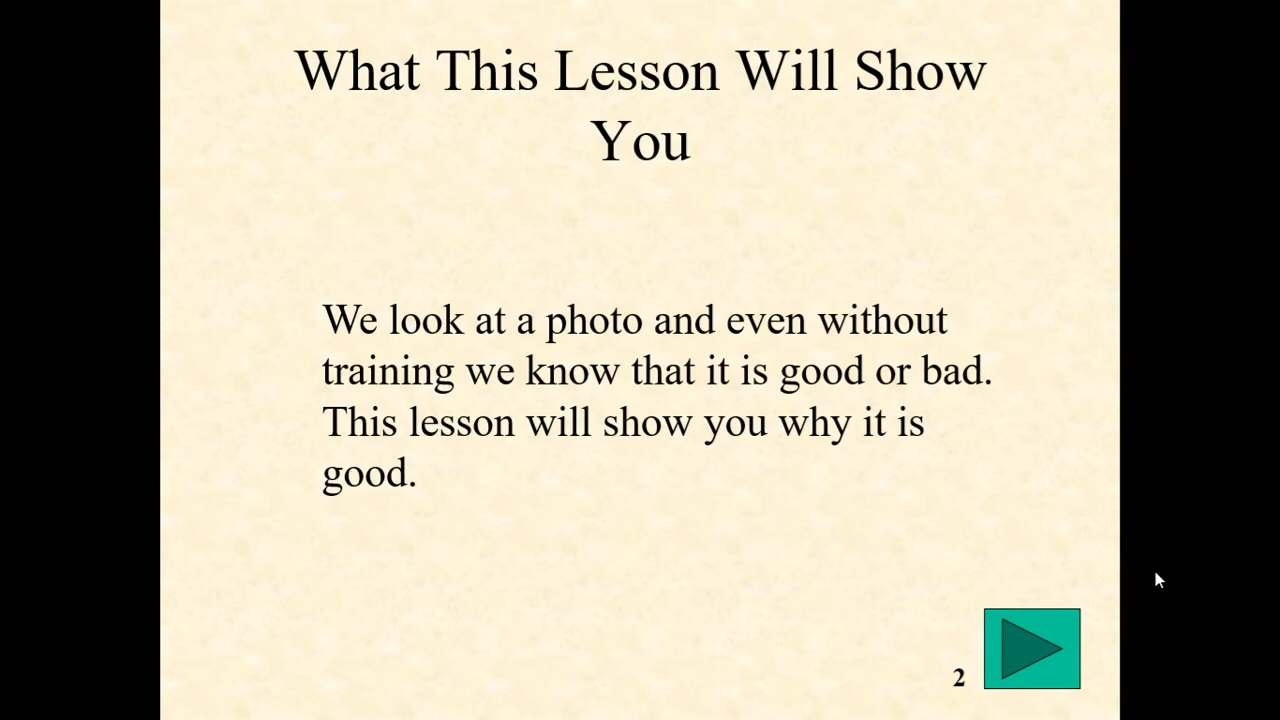 What This Lesson Will Show
You
We look at a photo and even without
training we know that it is good or bad.
This lesson will show you why it is
good.
2